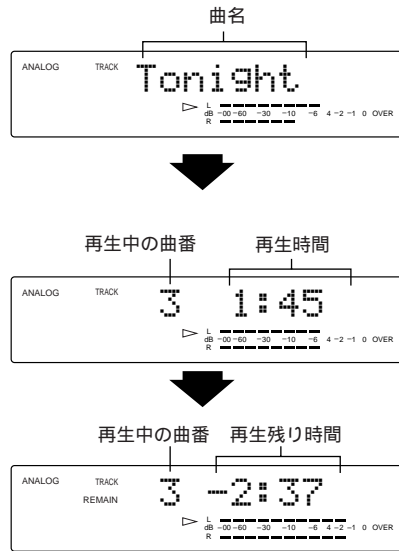 曲名
ANALOG TRACK Tonight
L
dB −00 −60 −30 −10 −6 4 −2 −1 0 OVER
R
再生中の曲番 再生時間
ANALOG TRACK 3 1:45
L
dB −00 −60 −30 −10 −6 4 −2 −1 0 OVER
R
再生中の曲番 再生残り時間
ANALOG TRACK 3 −2:37
REMAIN
L
dB −00 −60 −30 −10 −6 4 −2 −1 0 OVER
R